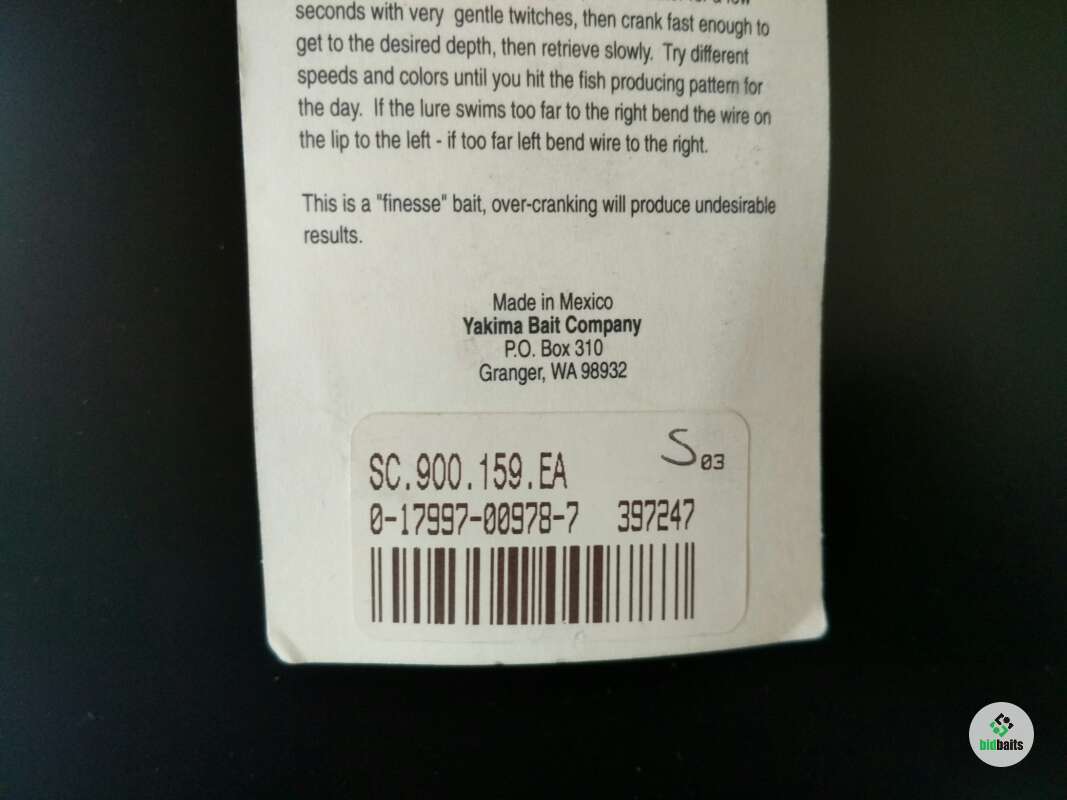 seconds with very gentle twitches, then crank fast enough to
get to the desired depth, then retrieve slowly. Try different
speeds and colors until you hit the fish producing pattern for
the day. If the lure swims too far to the right bend the wire on
the lip to the left - if too far left bend wire to the right.
This is a "finesse" bait, over-cranking will produce undesirable
results.
Made in Mexico
Yakima Bait Company
P.O. Box 310
Granger, WA 98932
S 03
SC.900.159.EA
0-17997-00978-7 397247
bidbaits